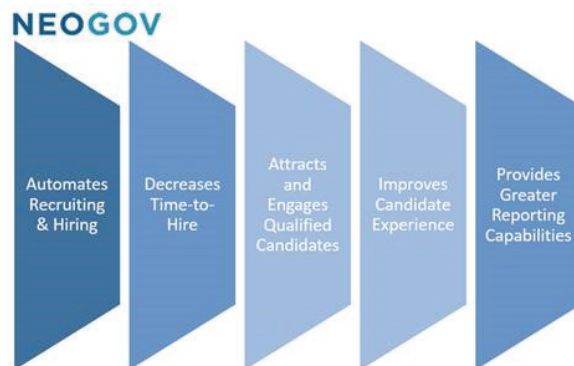 NEOGOV
Automates
Recruiting
& Hiring
Decreases
Time-to-
Hire
Attracts
and
Engages
Qualified
Candidates
Improves
Candidate
Experience
Provides
Greater
Reporting
Capabilities